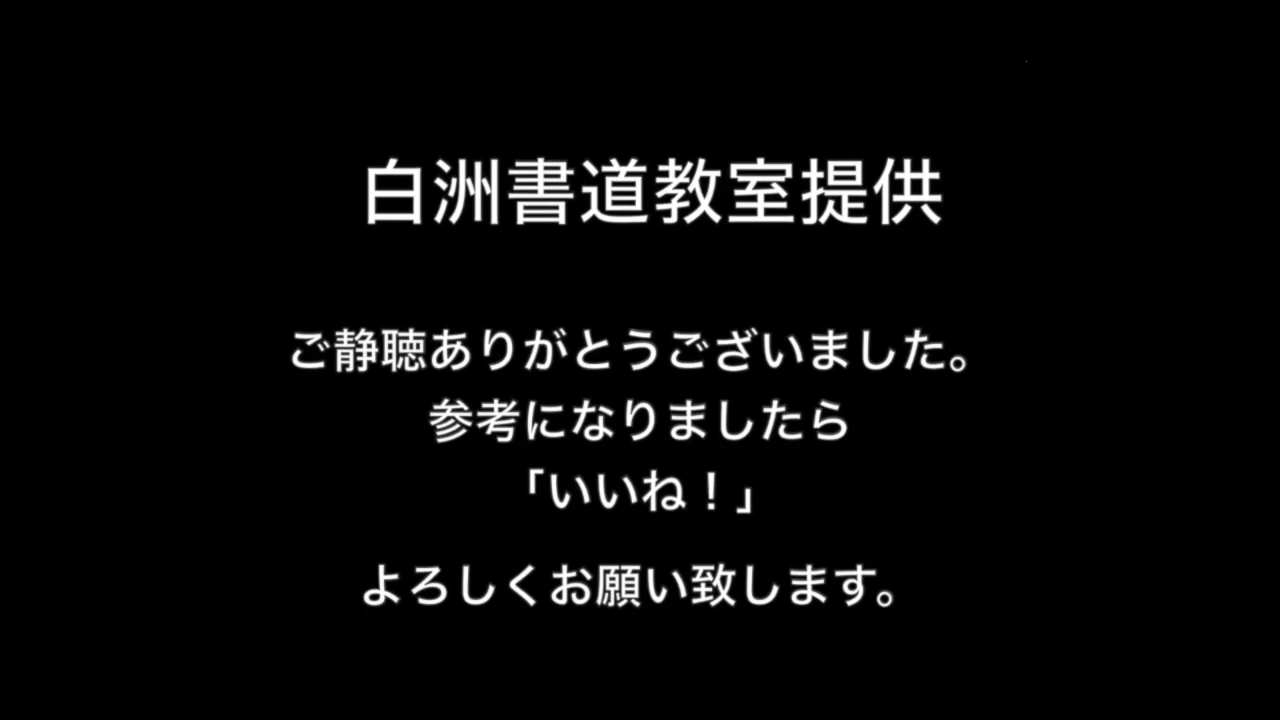 白洲書道教室提供
ご静聴ありがとうございました。
参考になりましたら
「いいね！」
よろしくお願い致します。